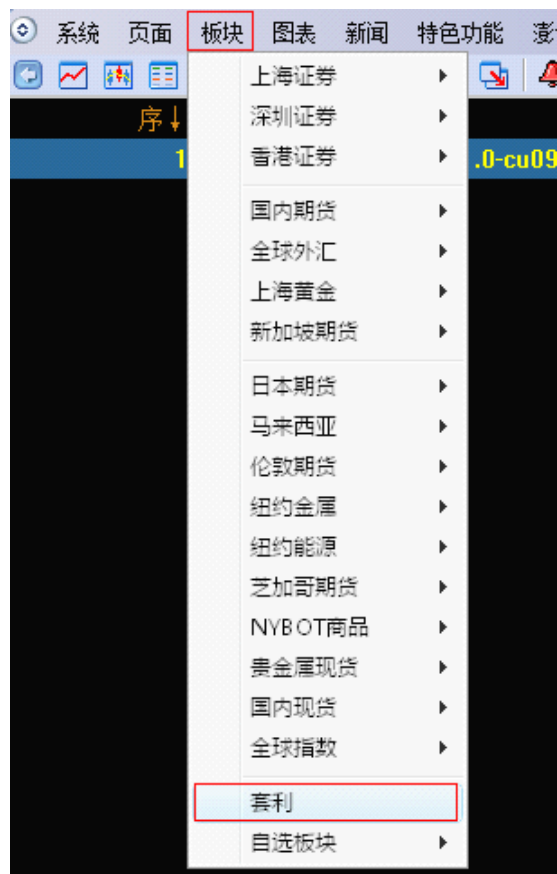 系统 页面 板块 图表 新闻 特色功能
序↓
1 .0-cu09
上海证券
深圳证券
香港证券
国内期货
全球外汇
上海黄金
新加坡期货
日本期货
马来西亚
伦敦期货
纽约金属
纽约能源
芝加哥期货
NYBOT商品
贵金属现货
国内现货
全球指数
套利
自选板块